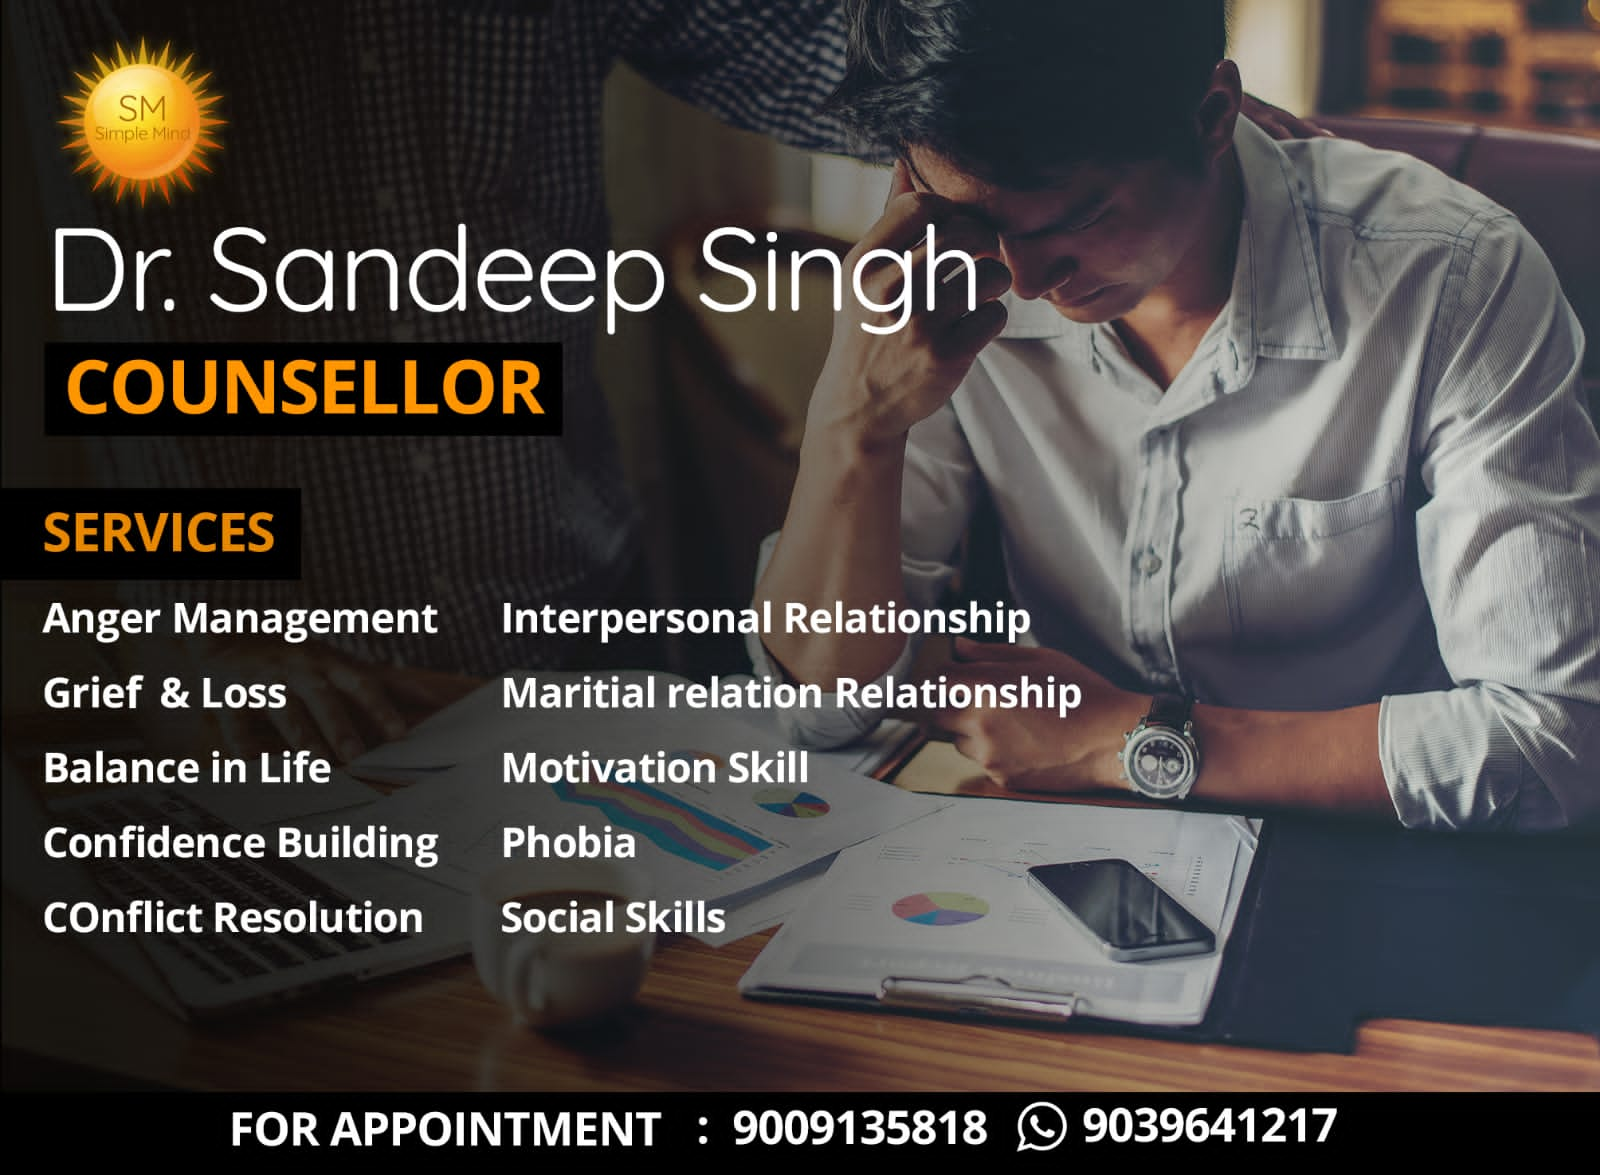 SM
Simple Mind
Dr. Sandeep Singh
COUNSELLOR
SERVICES
Anger Management
Grief & Loss
Balance in Life
Confidence Building
COnflict Resolution
Interpersonal Relationship
Maritial relation Relationship
Motivation Skill
Phobia
Social Skills
FOR APPOINTMENT : 9009135818 9039641217